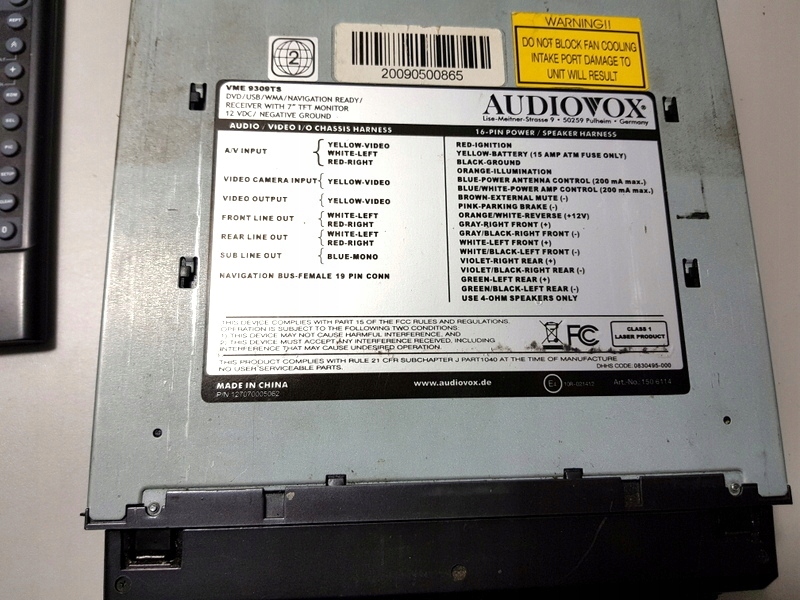 2
20090500865
WARNING!!
DO NOT BLOCK FAN COOLING
INTAKE PORT DAMAGE TO
UNIT WILL RESULT
VME 9309TS
DVD/USB/WMA/NAVIGATION READY/
RECEIVER WITH 7" TFT MONITOR
12 VDC/ NEGATIVE GROUND
AUDIOVOX®
Lise-Meitner-Strasse 9 • 50259 Pulheim • Germany
AUDIO / VIDEO I/O CHASSIS HARNESS
A/V INPUT
YELLOW-VIDEO
WHITE-LEFT
RED-RIGHT
VIDEO CAMERA INPUT YELLOW-VIDEO
VIDEO OUTPUT YELLOW-VIDEO
FRONT LINE OUT
WHITE-LEFT
RED-RIGHT
REAR LINE OUT
WHITE-LEFT
RED-RIGHT
SUB LINE OUT BLUE-MONO
NAVIGATION BUS-FEMALE 19 PIN CONN
16-PIN POWER / SPEAKER HARNESS
RED-IGNITION
YELLOW-BATTERY (15 AMP ATM FUSE ONLY)
BLACK-GROUND
ORANGE-ILLUMINATION
BLUE-POWER ANTENNA CONTROL (200 mA max.)
BLUE/WHITE-POWER AMP CONTROL (200 mA max.)
BROWN-EXTERNAL MUTE (-)
PINK-PARKING BRAKE (-)
ORANGE/WHITE-REVERSE (+12V)
GRAY-RIGHT FRONT (+)
GRAY/BLACK-RIGHT FRONT (-)
WHITE-LEFT FRONT (+)
WHITE/BLACK-LEFT FRONT (-)
VIOLET-RIGHT REAR (+)
VIOLET/BLACK-RIGHT REAR (-)
GREEN-LEFT REAR (+)
GREEN/BLACK-LEFT REAR (-)
USE 4-OHM SPEAKERS ONLY
THIS DEVICE COMPLIES WITH PART 15 OF THE FCC RULES AND REGULATIONS.
OPERATION IS SUBJECT TO THE FOLLOWING TWO CONDITIONS:
1) THIS DEVICE MAY NOT CAUSE HARMFUL INTERFERENCE, AND
2) THIS DEVICE MUST ACCEPT ANY INTERFERENCE RECEIVED, INCLUDING
INTERFERENCE THAT MAY CAUSE UNDESIRED OPERATION.
FC
CLASS 1
LASER PRODUCT
THIS PRODUCT COMPLIES WITH RULE 21 CFR SUBCHAPTER J PART1040 AT THE TIME OF MANUFACTURE
NO USER SERVICEABLE PARTS.
DHHS CODE: 0830495-000
MADE IN CHINA
P/N 127070005062
www.audiovox.de
Art.-No.:
SETUP
0